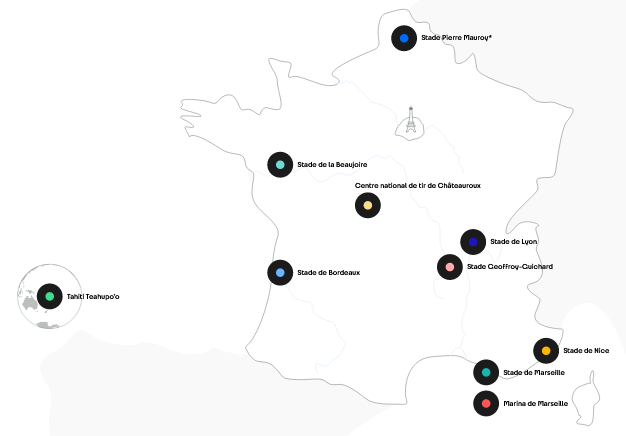 Stade Pierre Mauroy*
Stade de la Beaujoire
Centre national de tir de Châteauroux
Stade de Lyon
Stade Geoffroy-Guichard
Stade de Bordeaux
Tahiti Teahupo'o
Stade de Nice
Stade de Marseille
Marina de Marseille